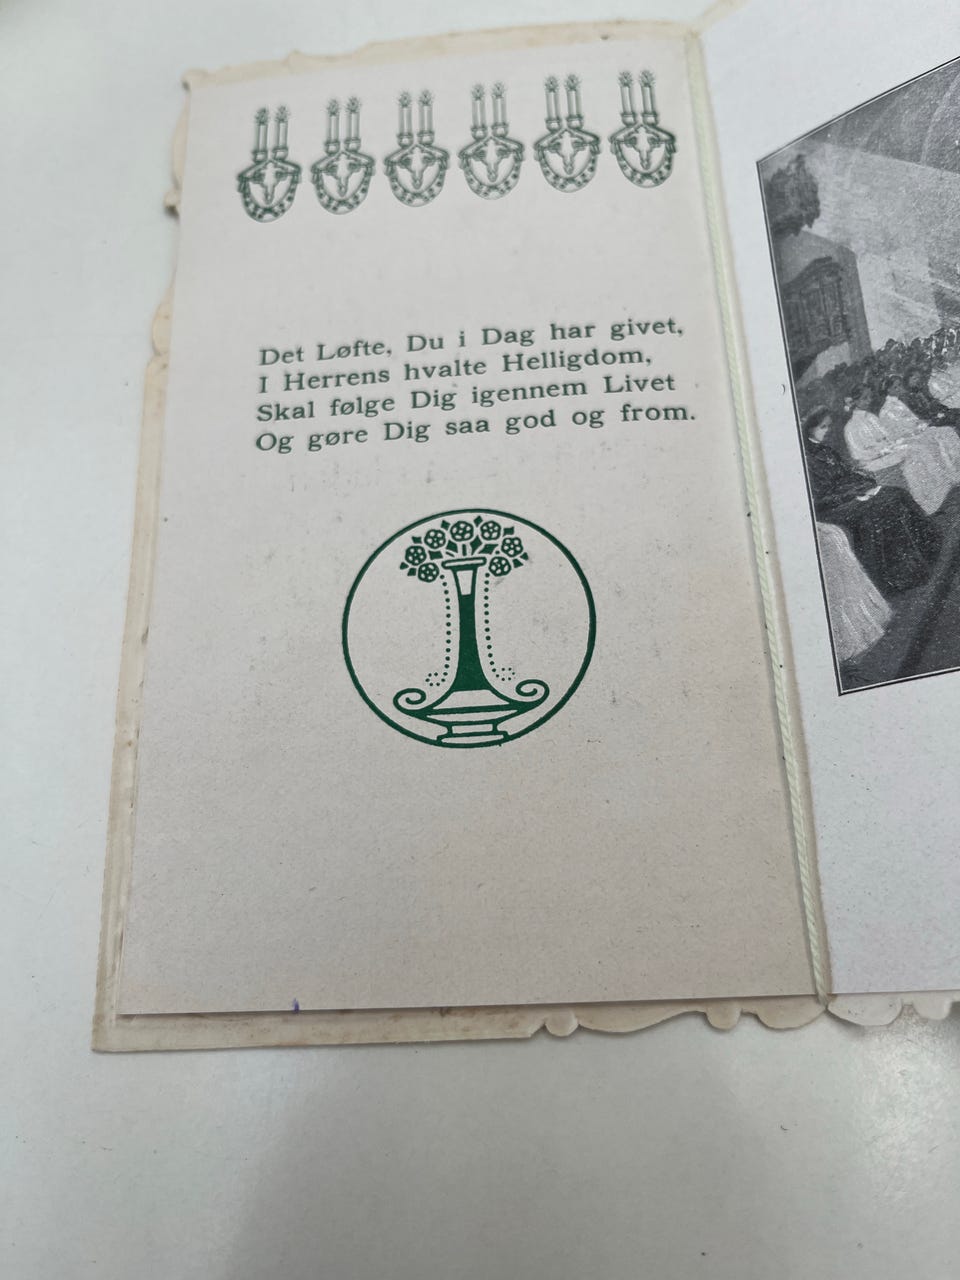 Det Løfte, Du i Dag har givet,
I Herrens hvalte Helligdom,
Skal følge Dig igennem Livet
Og gøre Dig saa god og from.